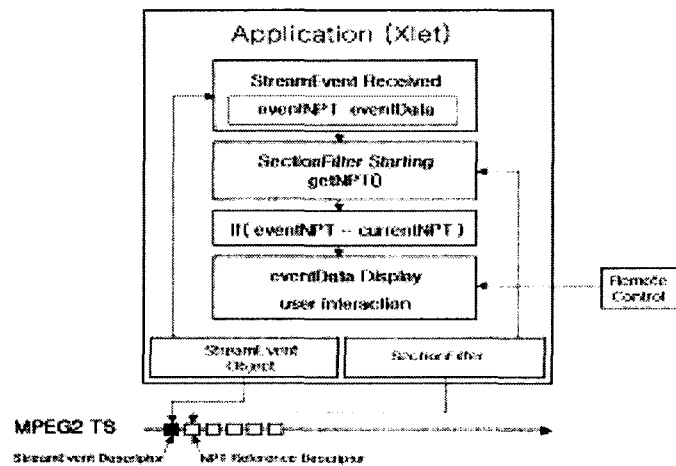 Application (Xlet)
StreamEvent Received
eventNPT eventData
SectionFilter Starting
getNPT()
If( eventNPT -- currentNPT )
eventData Display
user interaction
Remote
Control
StreamEvent
Object
SectionFilter
MPEG2 TS
StreamEvent Descriptor
NPT Reference Descriptor